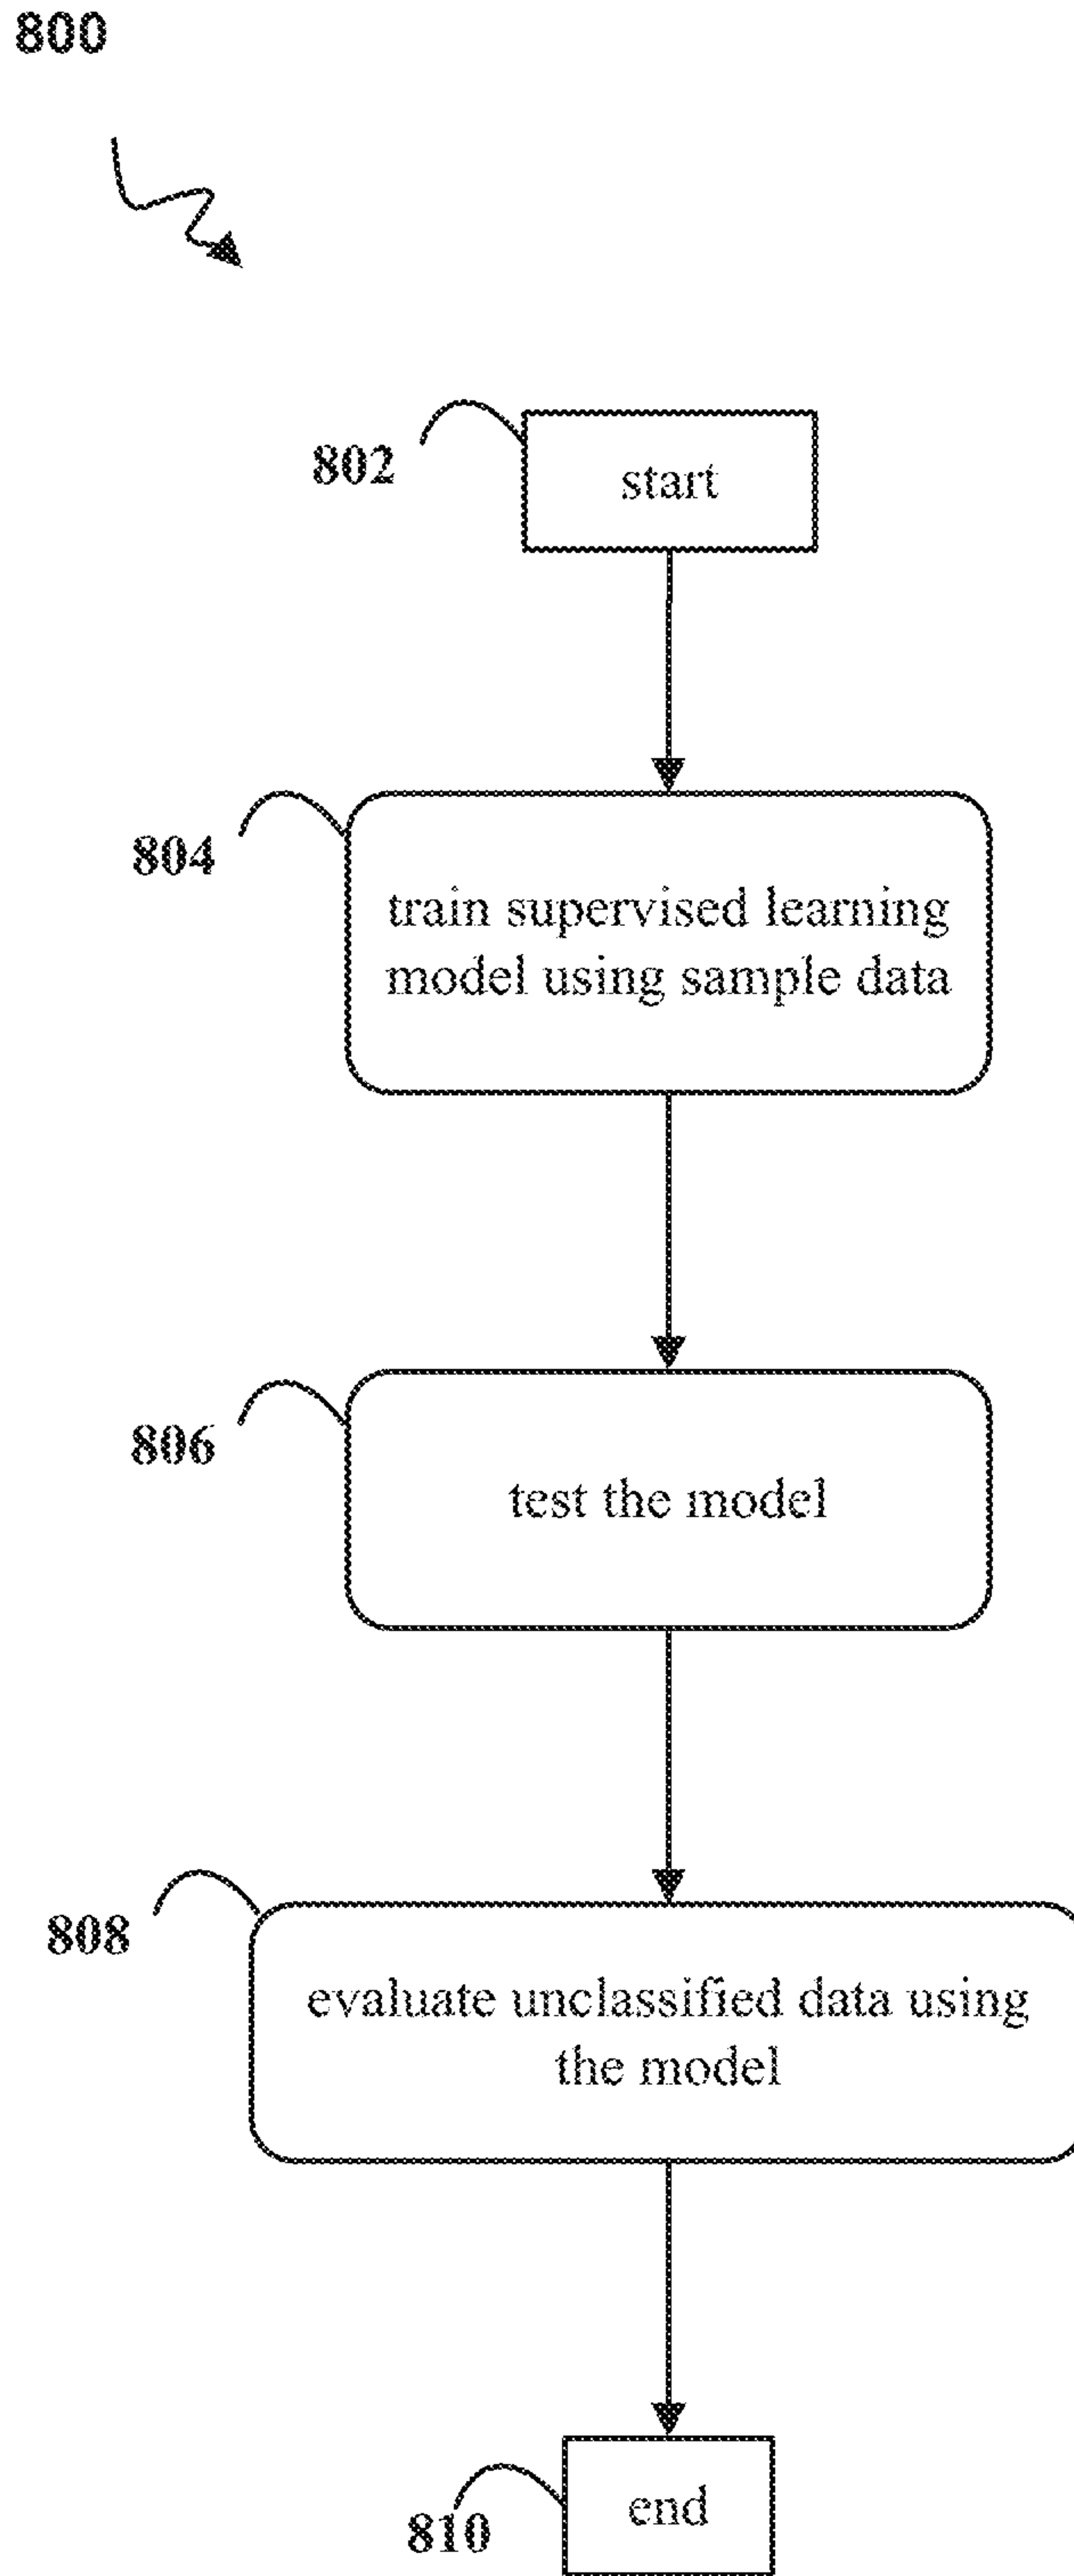 800
802
start
804
train supervised learning
model using sample data
806
test the model
808
evaluate unclassified data using
the model
810
end